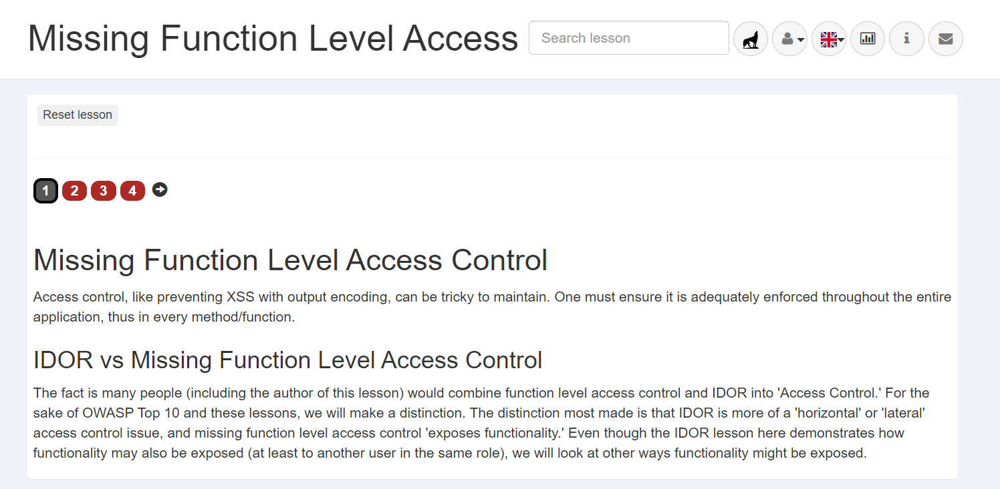 Missing Function Level Access
Search lesson
Reset lesson
1 2 3 4
Missing Function Level Access Control
Access control, like preventing XSS with output encoding, can be tricky to maintain. One must ensure it is adequately enforced throughout the entire
application, thus in every method/function.
IDOR vs Missing Function Level Access Control
The fact is many people (including the author of this lesson) would combine function level access control and IDOR into 'Access Control.' For the
sake of OWASP Top 10 and these lessons, we will make a distinction. The distinction most made is that IDOR is more of a 'horizontal' or 'lateral'
access control issue, and missing function level access control 'exposes functionality.' Even though the IDOR lesson here demonstrates how
functionality may also be exposed (at least to another user in the same role), we will look at other ways functionality might be exposed.